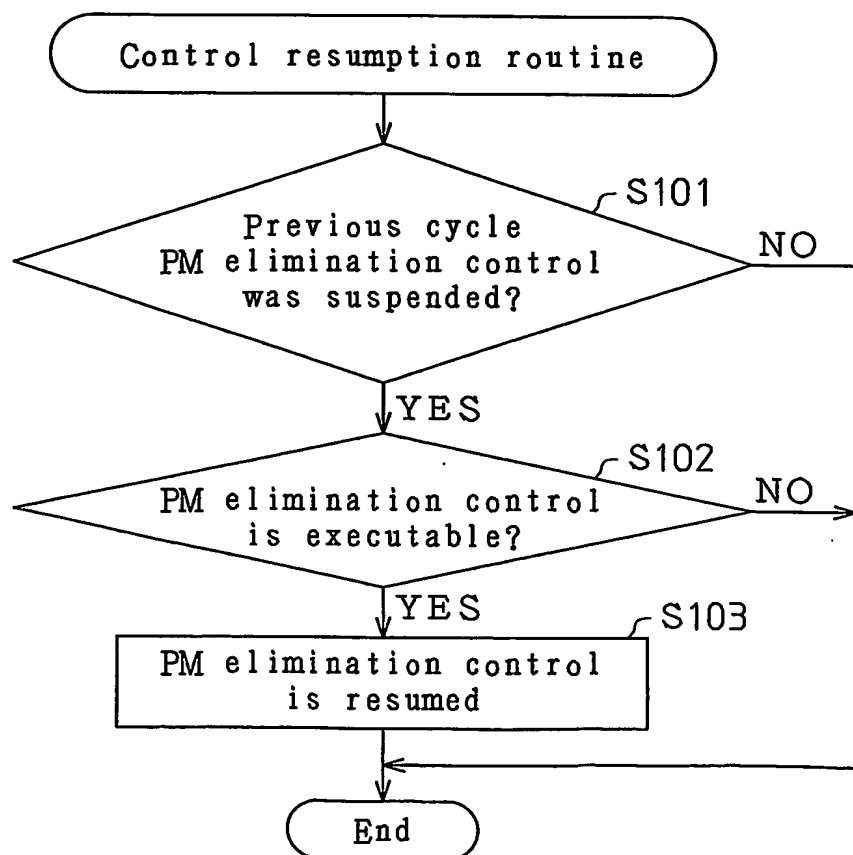 Control resumption routine
S101
Previous cycle
PM elimination control
was suspended?
NO
YES
S102
PM elimination control
is executable?
NO
YES
S103
PM elimination control
is resumed
End